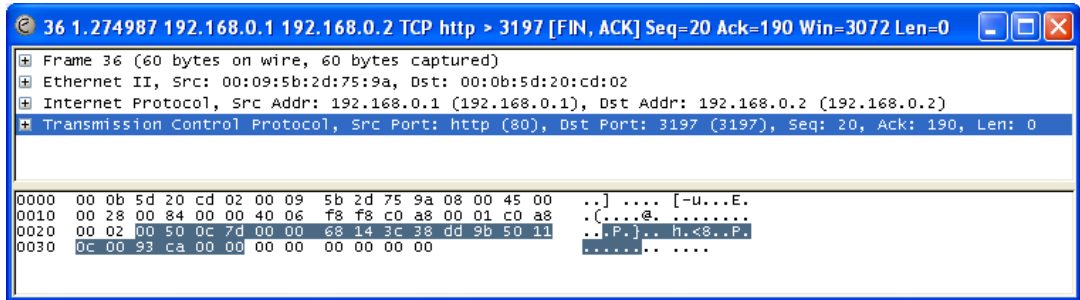 36 1.274987 192.168.0.1 192.168.0.2 TCP http > 3197 [FIN, ACK] Seq=20 Ack=190 Win=3072 Len=0
Frame 36 (60 bytes on wire, 60 bytes captured)
Ethernet II, Src: 00:09:5b:2d:75:9a, Dst: 00:0b:5d:20:cd:02
Internet Protocol, Src Addr: 192.168.0.1 (192.168.0.1), Dst Addr: 192.168.0.2 (192.168.0.2)
Transmission Control Protocol, Src Port: http (80), Dst Port: 3197 (3197), Seq: 20, Ack: 190, Len: 0
0000 00 0b 5d 20 cd 02 00 09 5b 2d 75 9a 08 00 45 00 ..] .... [-u...E.
0010 00 28 00 84 00 00 40 06 f8 f8 c0 a8 00 01 c0 a8 .(....@. ........
0020 00 02 00 50 0c 7d 00 00 68 14 3c 38 dd 9b 50 11 ...P.}.. h.<8..P.
0030 0c 00 93 ca 00 00 00 00 00 00 00 00 ........ ....